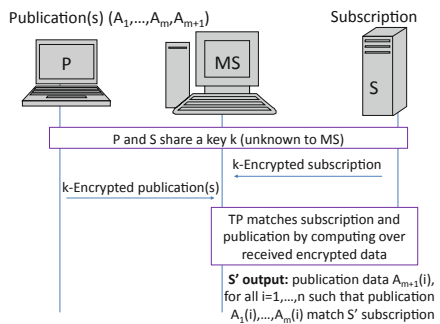 Publication(s) (A1,…,Am,Am+1)
Subscription
P
MS
S
P and S share a key k (unknown to MS)
k-Encrypted subscription
k-Encrypted publication(s)
TP matches subscription and
publication by computing over
received encrypted data
S’ output: publication data Am+1(i),
for all i=1,…,n such that publication
A1(i),…,Am(i) match S’ subscription